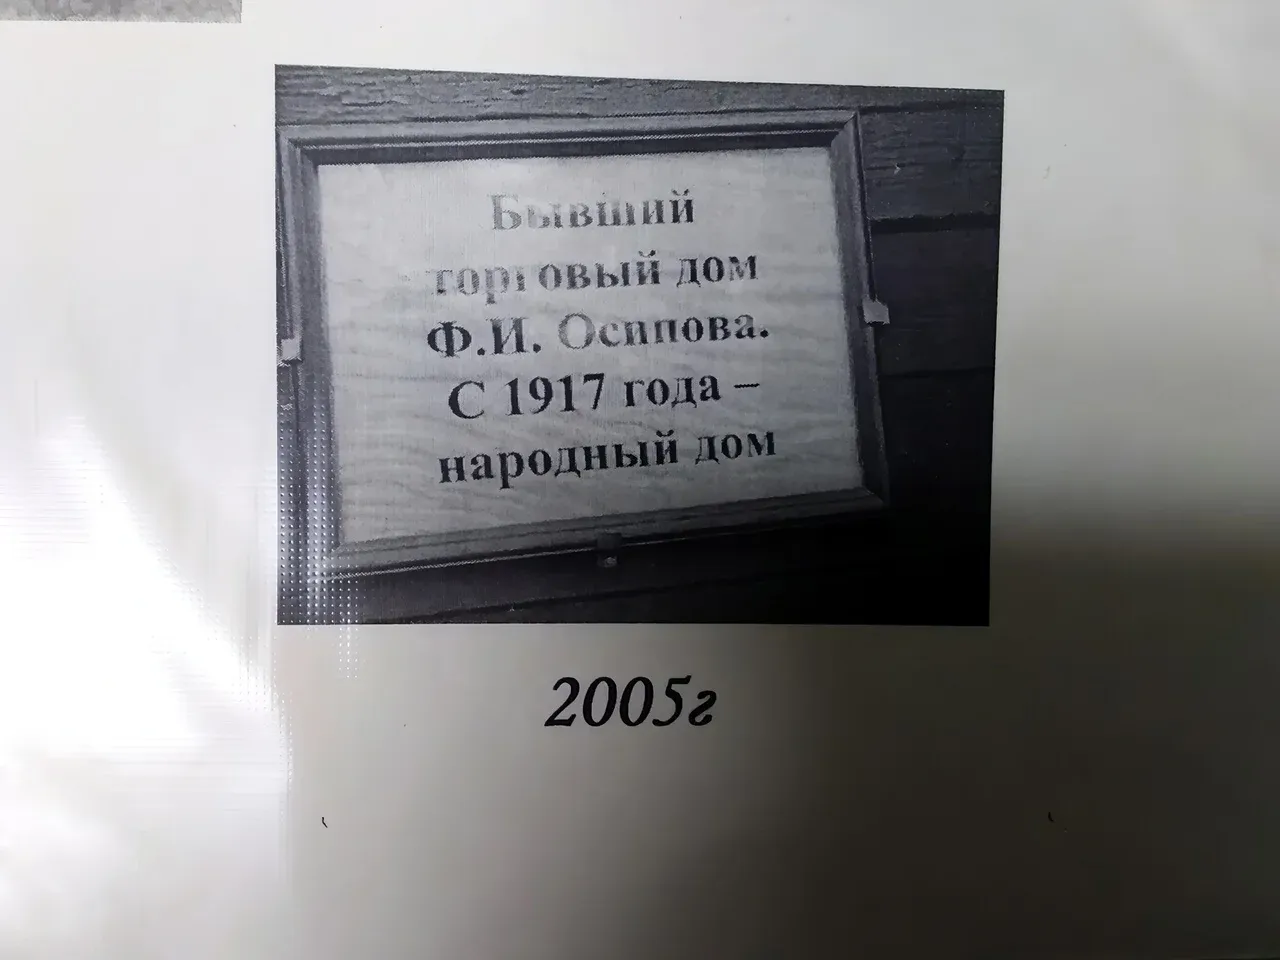 Бывший
торговый дом
Ф.И. Осипова.
С 1917 года –
народный дом
2005г